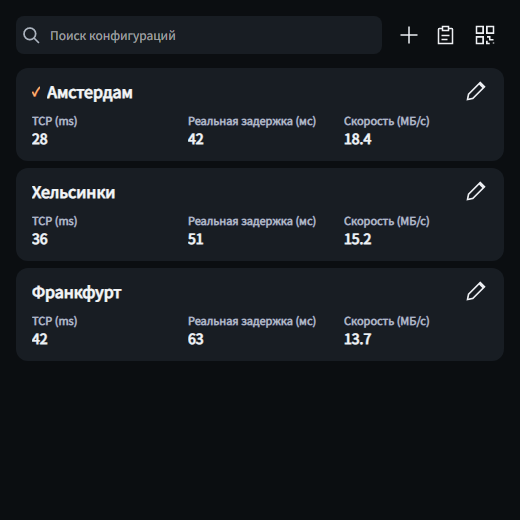 Поиск конфигураций
Амстердам
TCP (ms) Реальная задержка (мс) Скорость (МБ/с)
28 42 18.4
Хельсинки
TCP (ms) Реальная задержка (мс) Скорость (МБ/с)
36 51 15.2
Франкфурт
TCP (ms) Реальная задержка (мс) Скорость (МБ/с)
42 63 13.7